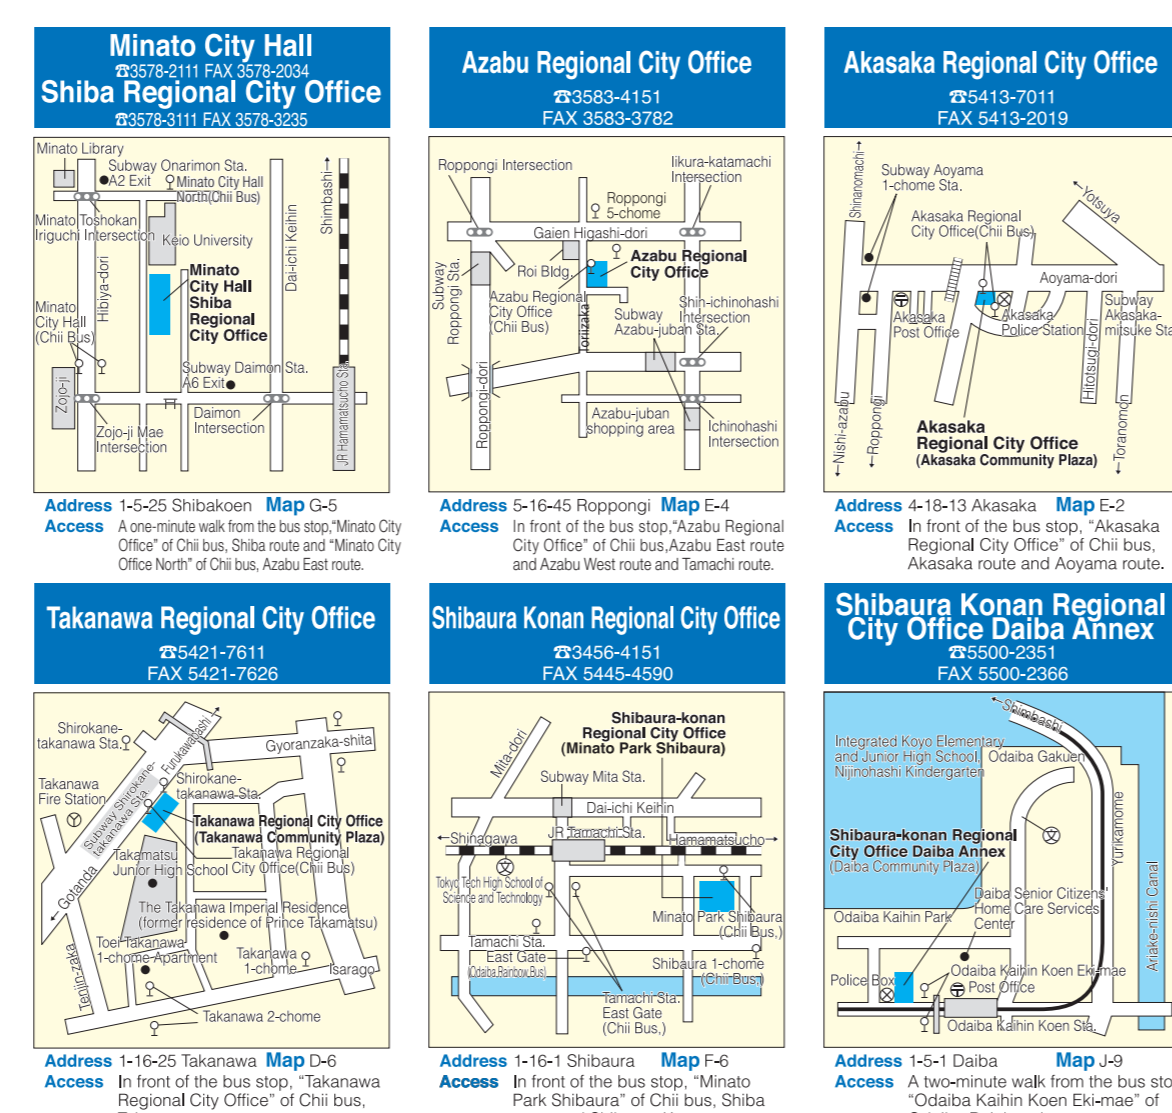 Minato City Hall
☎3578-2111 FAX 3578-2034
Shiba Regional City Office
☎3578-3111 FAX 3578-3235
Minato Library
Subway Onarimon Sta.
A2 Exit
Minato City Hall
North(Chii Bus)
Shimbashi→
Minato Toshokan
Iriguchi Intersection
Keio University
Dai-ichi Keihin
Hibiya-dori
Minato
City Hall
Shiba
Regional
City Office
Minato
City Hall
(Chii Bus)
Subway Daimon Sta.
A6 Exit
Zojo-ji
Daimon
Intersection
Zojo-ji Mae
Intersection
JR Hamamatsucho Sta.
Address 1-5-25 Shibakoen Map G-5
Access A one-minute walk from the bus stop,“Minato City
Office” of Chii bus, Shiba route and “Minato City
Office North” of Chii bus, Azabu East route.
Azabu Regional City Office
☎3583-4151
FAX 3583-3782
Roppongi Intersection
Iikura-katamachi
Intersection
Roppongi
5-chome
Gaien Higashi-dori
Subway
Roppongi Sta.
Roi Bldg.
Azabu Regional
City Office
Azabu Regional
City Office
(Chii Bus)
Toriizaka
Subway
Azabu-juban Sta.
Shin-ichinohashi
Intersection
Roppongi-dori
Azabu-juban
shopping area
Ichinohashi
Intersection
Address 5-16-45 Roppongi Map E-4
Access In front of the bus stop,“Azabu Regional
City Office” of Chii bus,Azabu East route
and Azabu West route and Tamachi route.
Akasaka Regional City Office
☎5413-7011
FAX 5413-2019
Shinanomachi→
Subway Aoyama
1-chome Sta.
←Yotsuya
Akasaka Regional
City Office(Chii Bus)
Aoyama-dori
Akasaka
Post Office
Akasaka
Police Station
Subway
Akasaka-
mitsuke Sta
Hitotsugi-dori
←Nishi-azabu
←Roppongi
←Toranomon
Akasaka
Regional City Office
(Akasaka Community Plaza)
Address 4-18-13 Akasaka Map E-2
Access In front of the bus stop, “Akasaka
Regional City Office” of Chii bus,
Akasaka route and Aoyama route.
Takanawa Regional City Office
☎5421-7611
FAX 5421-7626
Shirokane-
takanawa Sta.
Furukawabashi→
Gyoranzaka-shita
Takanawa
Fire Station
Subway Shirokane-
takanawa Sta.
Shirokane-
takanawa Sta.
Takanawa Regional City Office
(Takanawa Community Plaza)
Takamatsu
Junior High School
Takanawa Regional
City Office(Chii Bus)
←Gotanda
The Takanawa Imperial Residence
(former residence of Prince Takamatsu)
Toei Takanawa
1-chome Apartment
Takanawa
1-chome
Isarago
Tenjin-zaka
Takanawa 2-chome
Address 1-16-25 Takanawa Map D-6
Access In front of the bus stop, “Takanawa
Regional City Office” of Chii bus,
Shibaura Konan Regional City Office
☎3456-4151
FAX 5445-4590
Shibaura-konan
Regional City Office
(Minato Park Shibaura)
Mita-dori
Subway Mita Sta.
Dai-ichi Keihin
←Shinagawa
JR Tamachi Sta.
Hamamatsucho→
Tokyo Tech High School of
Science and Technology
Minato Park Shibaura
(Chii Bus,)
Tamachi Sta.
East Gate
(Odaiba,Rainbow,Bus)
Shibaura 1-chome
(Chii Bus,)
Tamachi Sta.
East Gate
(Chii Bus,)
Address 1-16-1 Shibaura Map F-6
Access In front of the bus stop, “Minato
Park Shibaura” of Chii bus, Shiba
Shibaura Konan Regional
City Office Daiba Annex
☎5500-2351
FAX 5500-2366
←Shimbashi
Integrated Koyo Elementary
and Junior High School,
Nijinohashi Kindergarten
Odaiba Gakuen
Yurikamome
Shibaura-konan Regional
City Office Daiba Annex
(Daiba Community Plaza)
Daiba Senior Citizens'
Home Care Services
Center
Odaiba Kaihin Park
Ariake-nishi Canal
Police Box
Odaiba Kaihin Koen Eki-mae
Post Office
Odaiba Kaihin Koen Sta.
Address 1-5-1 Daiba Map J-9
Access A two-minute walk from the bus sto
“Odaiba Kaihin Koen Eki-mae” of